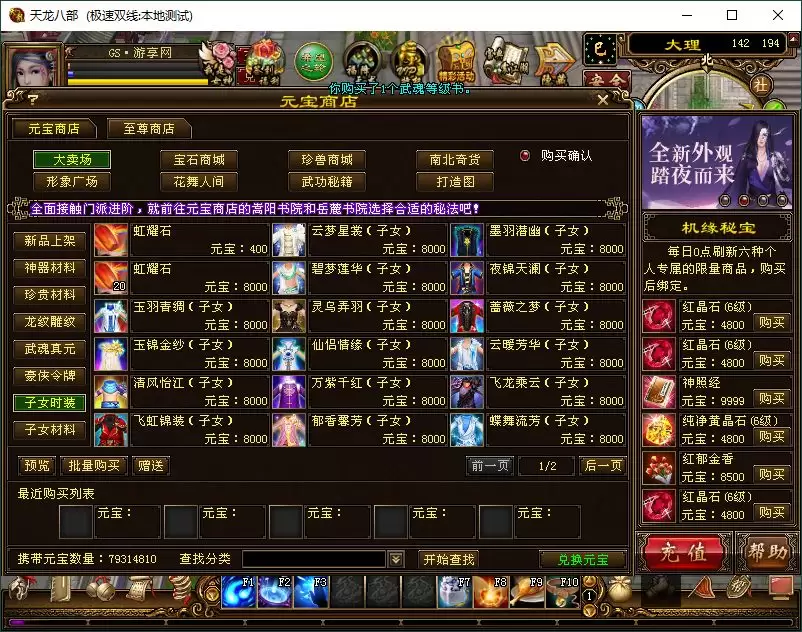 天龙八部 (极速双线:本地测试)
GS·游享网
大理 142 194
北
社
安全
精彩活动
你购买了1个武魂等级书。
?
元宝商店
元宝商店 至尊商店
大卖场 宝石商城 珍兽商城 南北奇货 购买确认
形象广场 花舞人间 武功秘籍 打造图
全面接触门派进阶，就前往元宝商店的嵩阳书院和岳麓书院选择合适的秘法吧!
新品上架
神器材料
珍贵材料
龙纹雕纹
武魂真元
豪侠令牌
子女时装
子女材料
虹耀石 云梦星裳(子女) 墨羽潜幽(子女)
元宝：400 元宝：8000 元宝：8000
虹耀石 碧梦莲华(子女) 夜锦天澜(子女)
20 元宝：8000 元宝：8000 元宝：8000
玉羽青绸(子女) 灵乌弄羽(子女) 蔷薇之梦(子女)
元宝：8000 元宝：8000 元宝：8000
玉锦金纱(子女) 仙侣情缘(子女) 云暖芳华(子女)
元宝：8000 元宝：8000 元宝：8000
清风怡江(子女) 万紫千红(子女) 飞龙乘云(子女)
元宝：8000 元宝：8000 元宝：8000
飞虹锦装(子女) 郁香馨芳(子女) 蝶舞流芳(子女)
元宝：8000 元宝：8000 元宝：8000
预览 批量购买 赠送 前一页 1/2 后一页
最近购买列表
元宝： 元宝： 元宝： 元宝： 元宝：
携带元宝数量：79314810 查找分类 开始查找 兑换元宝
全新外观
踏夜而来
机缘秘宝
每日0点刷新六种个
人专属的限量商品，购买
后绑定。
红晶石(6级)
元宝：4800 购买
红晶石(6级)
元宝：4800 购买
神照经
元宝：9999 购买
纯净黄晶石(6级)
元宝：4800 购买
红郁金香
元宝：8500 购买
红晶石(6级)
元宝：4800 购买
充值 帮助
F1 F2 F3 F7 F8 F9 F10 1